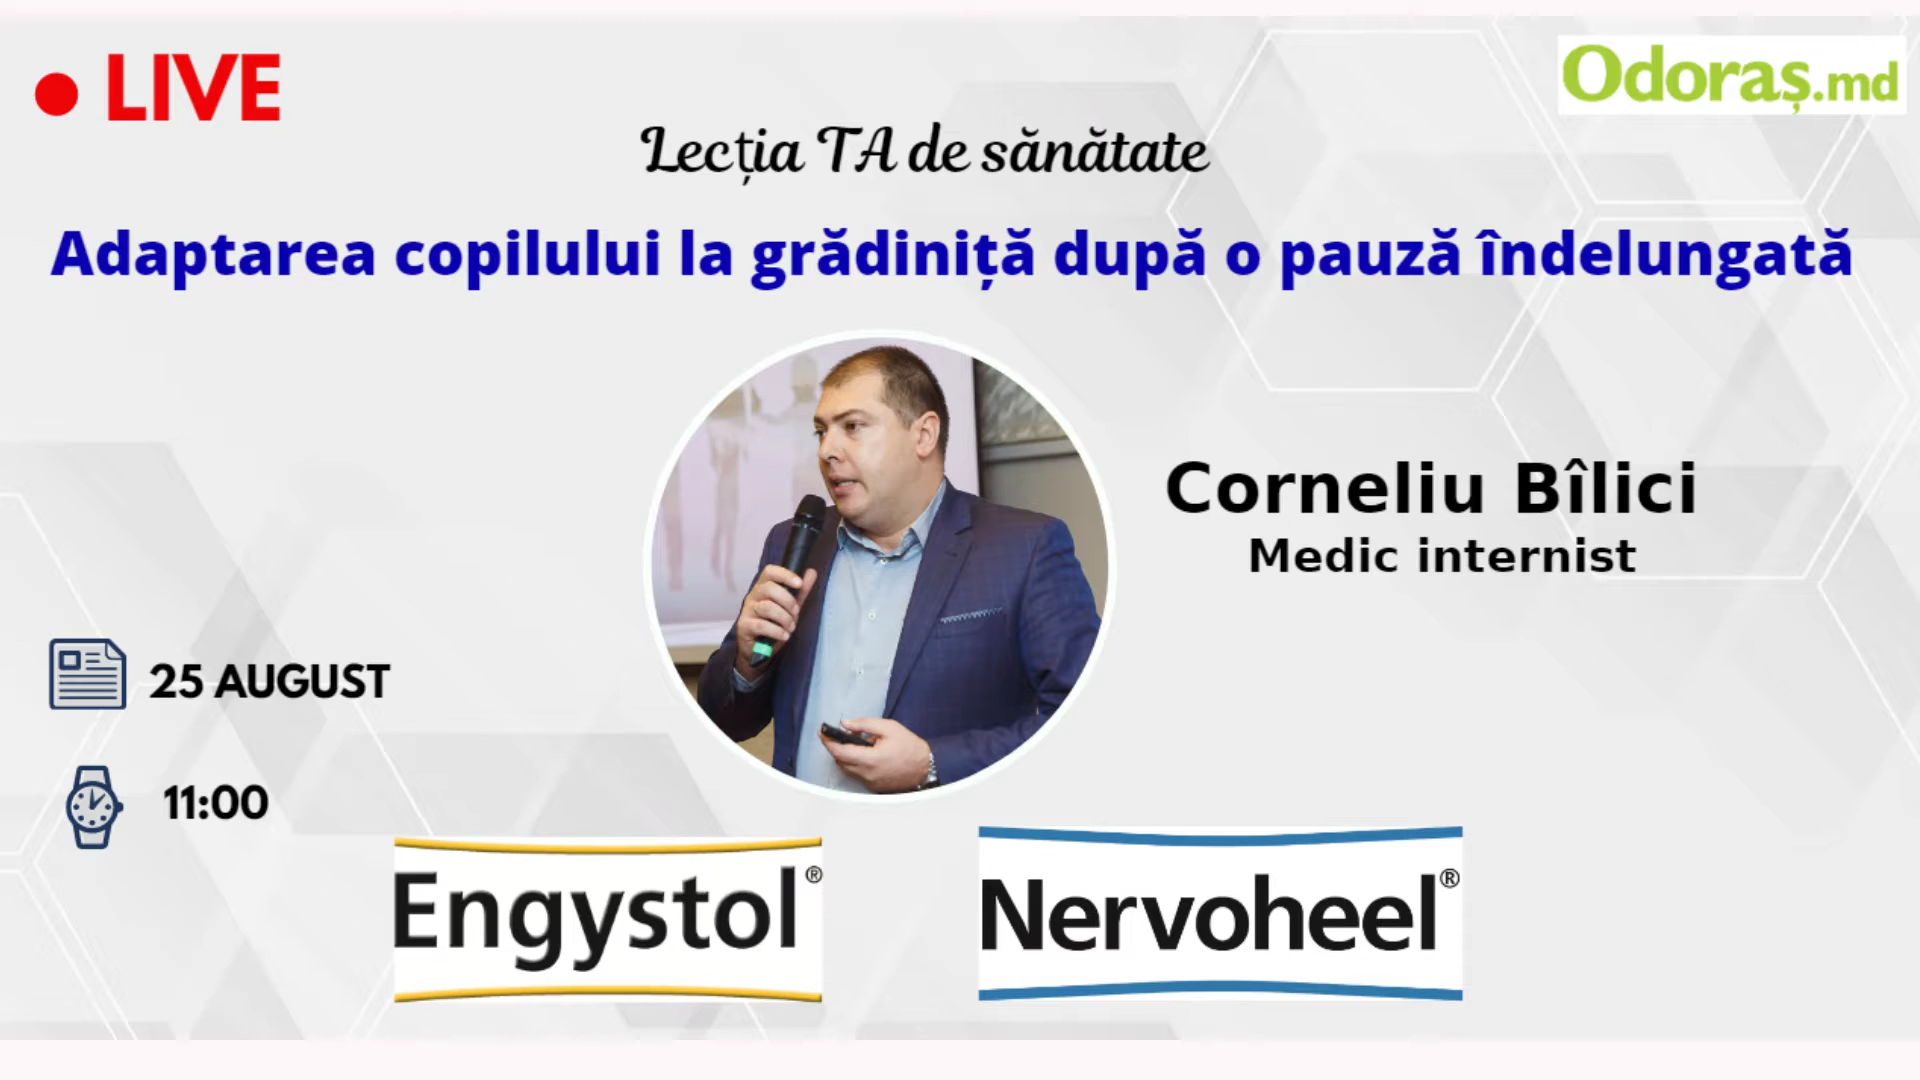 LIVE
Odoraș.md
Lecția TA de sănătate
Adaptarea copilului la grădiniță după o pauză îndelungată
Corneliu Bîlici
Medic internist
25 AUGUST
11:00
Engystol®
Nervoheel®